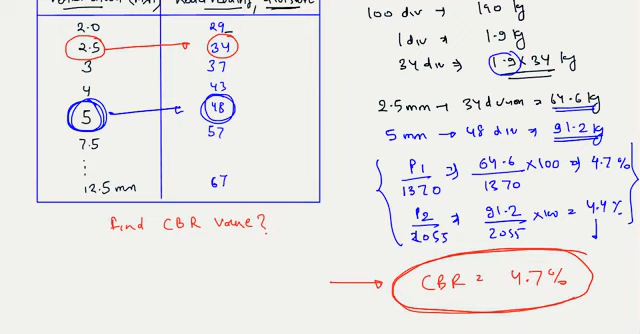 2.0 29
2.5 34
3 37
4 43
5 48
7.5 57
⋮
12.5 mm 67
find CBR value?
100 div → 190 kg
1 div → 1.9 kg
34 div ⇒ 1.9 × 34 kg
2.5mm → 34 division = 64.6 kg
5 mm → 48 div ⇒ 91.2 kg
P1/1370 ⇒ 64.6/1370 ×100 ⇒ 4.7%
P2/2055 ⇒ 91.2/2055 ×100 = 4.4%
CBR = 4.7%